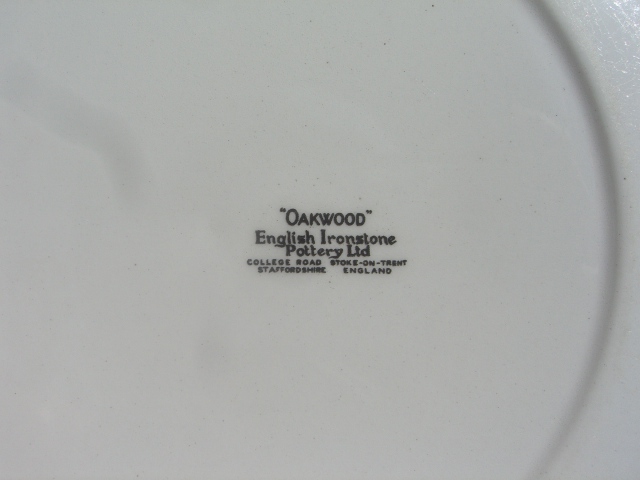 "OAKWOOD"
English Ironstone
Pottery Ltd
COLLEGE ROAD STOKE-ON-TRENT
STAFFORDSHIRE ENGLAND